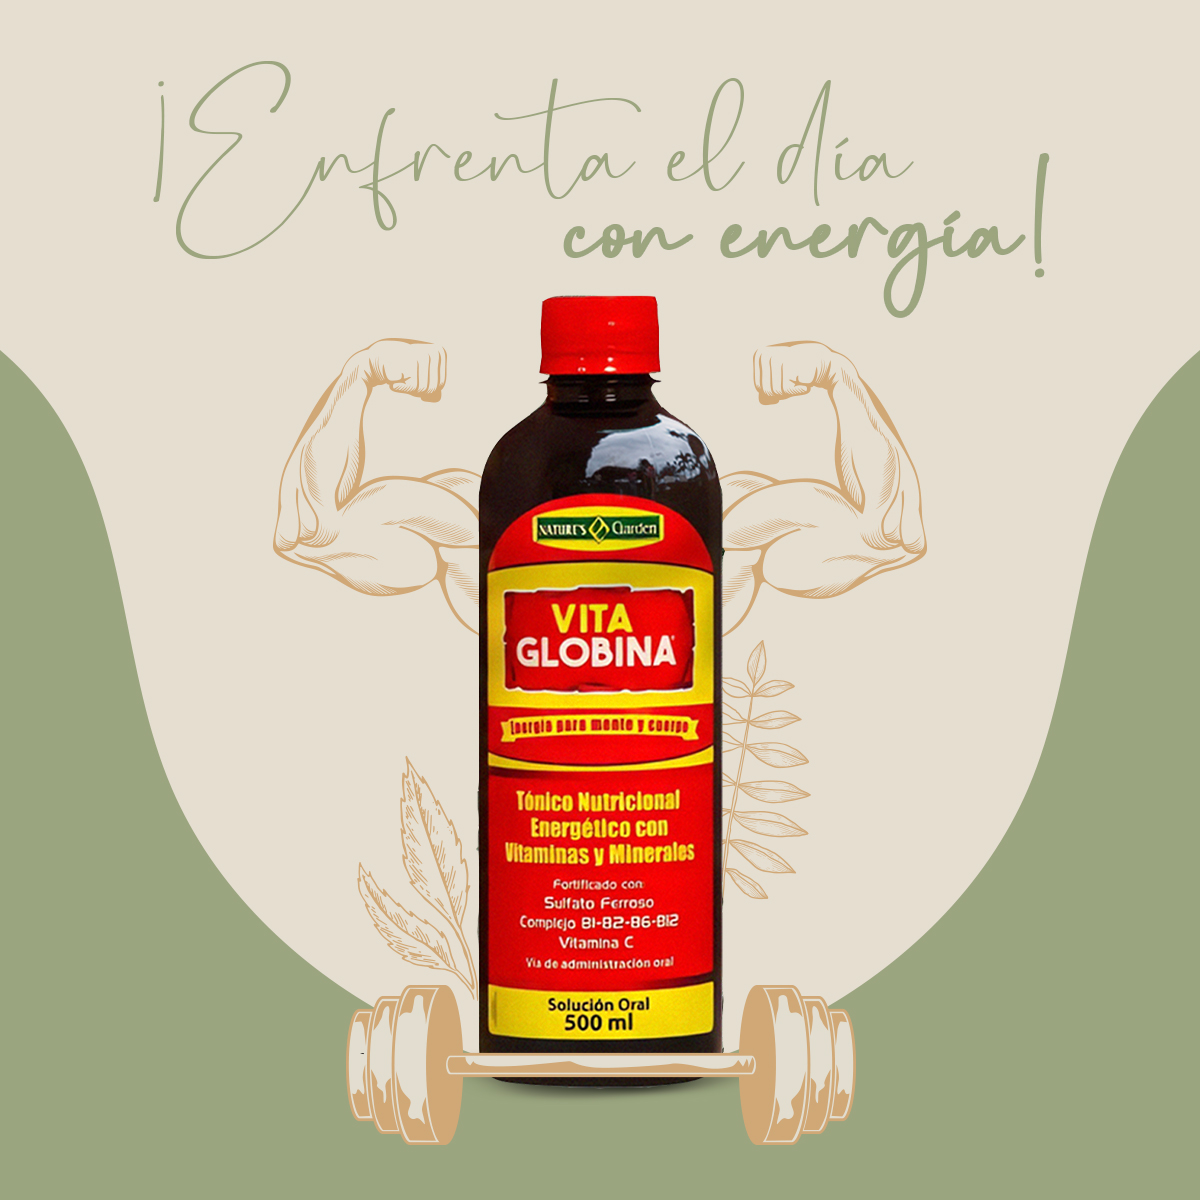 ¡Enfrenta el día
con energía!
NATURE'S Garden
VITA
GLOBINA®
Energía para mente y cuerpo
Tónico Nutricional
Energético con
Vitaminas y Minerales
Fortificado con:
Sulfato Ferroso
Complejo B1-B2-B6-B12
Vitamina C
Vía de administración oral
Solución Oral
500 ml